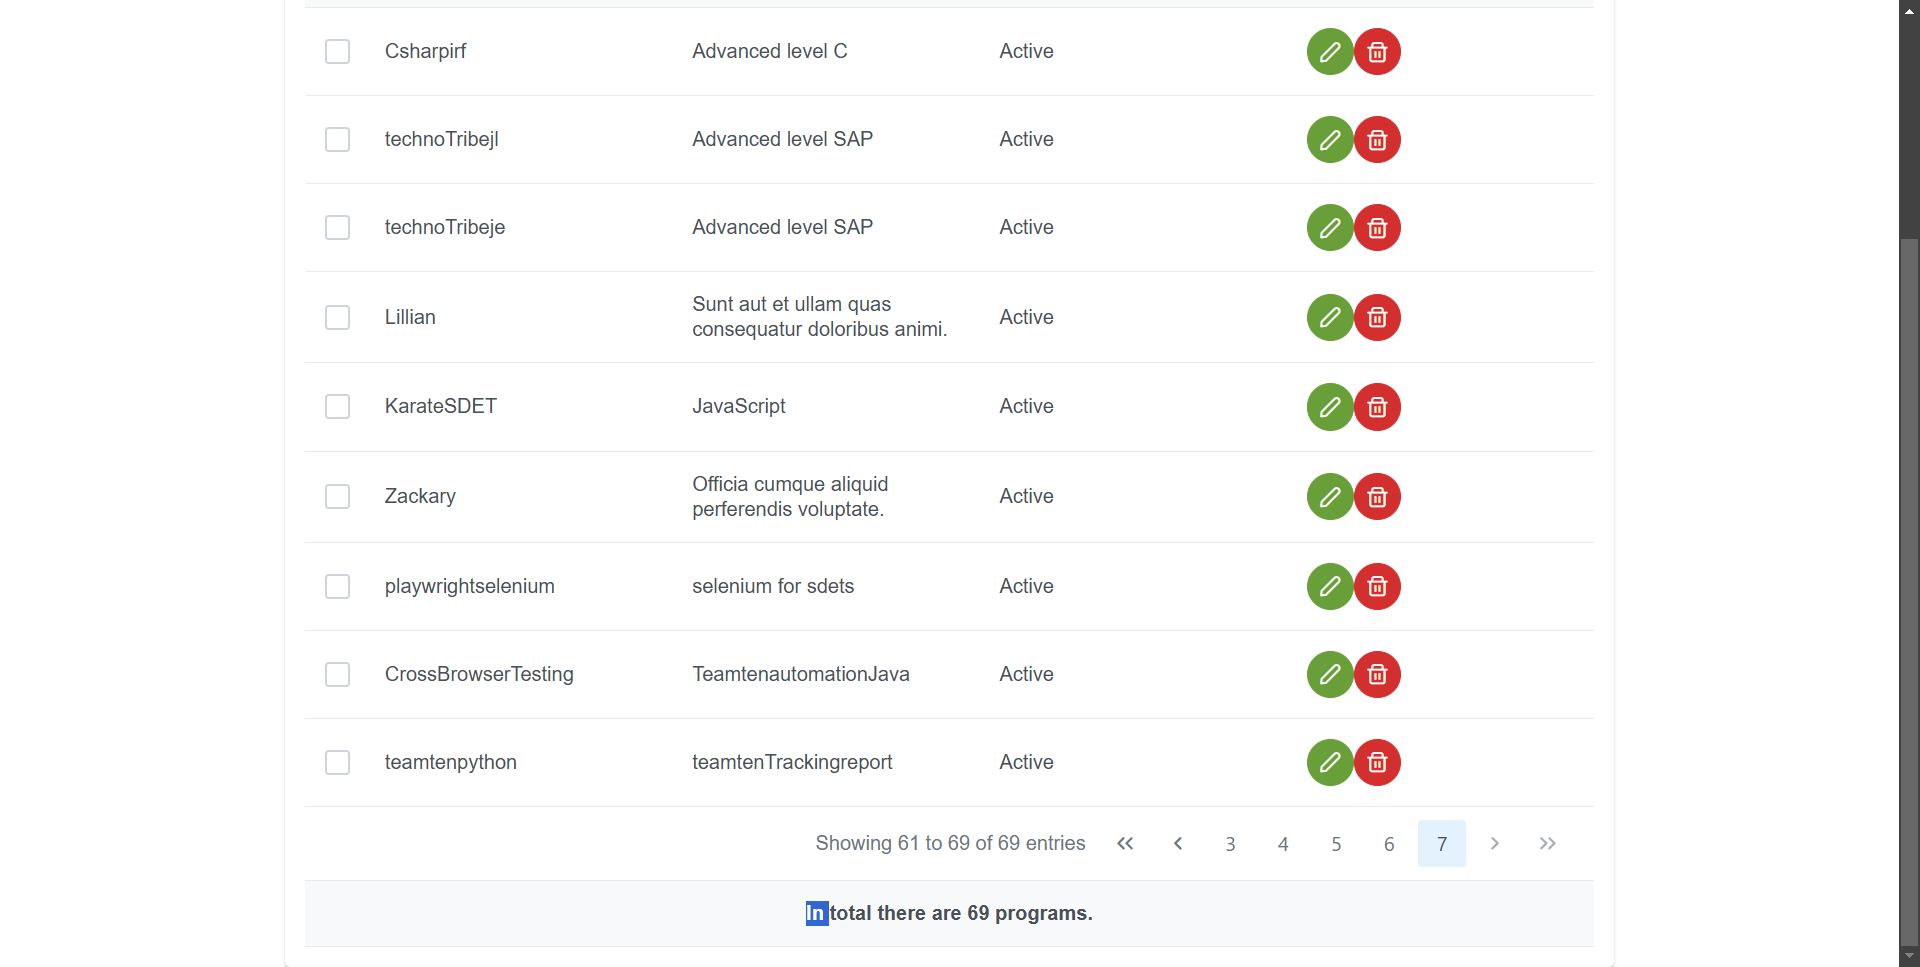 Csharpirf Advanced level C Active
technoTribejl Advanced level SAP Active
technoTribeje Advanced level SAP Active
Lillian Sunt aut et ullam quas consequatur doloribus animi. Active
KarateSDET JavaScript Active
Zackary Officia cumque aliquid perferendis voluptate. Active
playwrightselenium selenium for sdets Active
CrossBrowserTesting TeamtenautomationJava Active
teamtenpython teamtenTrackingreport Active
Showing 61 to 69 of 69 entries 3 4 5 6 7
In total there are 69 programs.